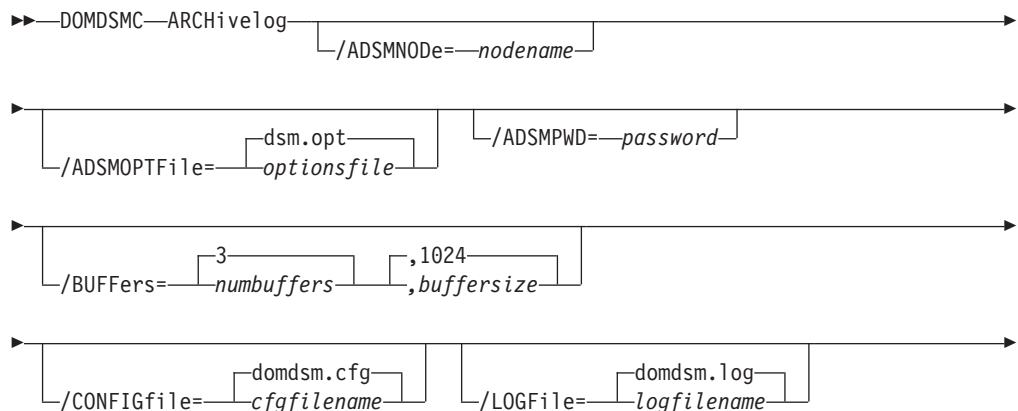 DOMDSMC ARCHivelog
/ADSMNODe= nodename
dsm.opt
/ADSMOPTFile= optionsfile
/ADSMPWD= password
3 ,1024
/BUFFers= numbuffers ,buffersize
domdsm.cfg
/CONFIGfile= cfgfilename
domdsm.log
/LOGFile= logfilename